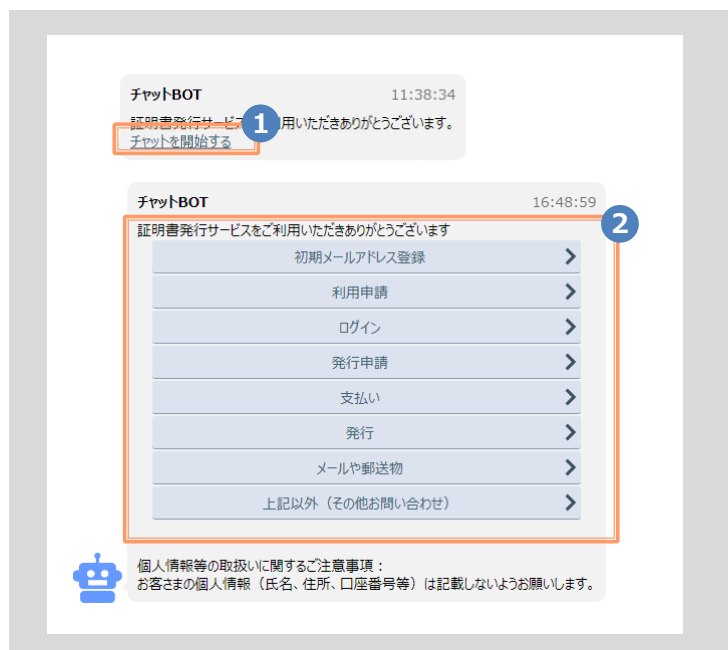 チャットBOT 11:38:34
1
証明書発行サービス 用いただきありがとうございます。
チャットを開始する
チャットBOT 16:48:59
2
証明書発行サービスをご利用いただきありがとうございます
初期メールアドレス登録
利用申請
ログイン
発行申請
支払い
発行
メールや郵送物
上記以外（その他お問い合わせ）
個人情報等の取扱いに関するご注意事項：
お客さまの個人情報（氏名、住所、口座番号等）は記載しないようお願いします。